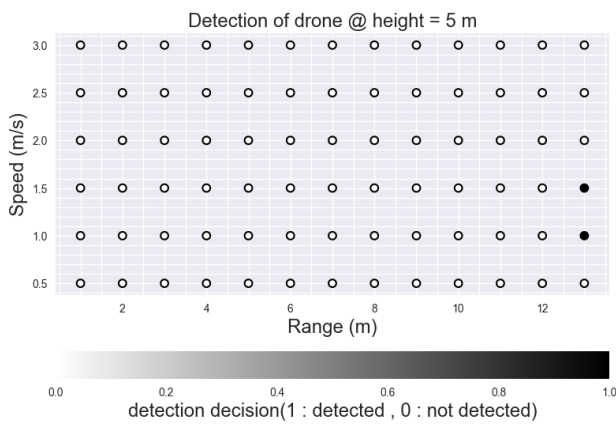 Detection of drone @ height = 5 m
3.0
2.5
2.0
1.5
1.0
0.5
Speed (m/s)
2 4 6 8 10 12
Range (m)
0.0 0.2 0.4 0.6 0.8 1.0
detection decision(1 : detected , 0 : not detected)